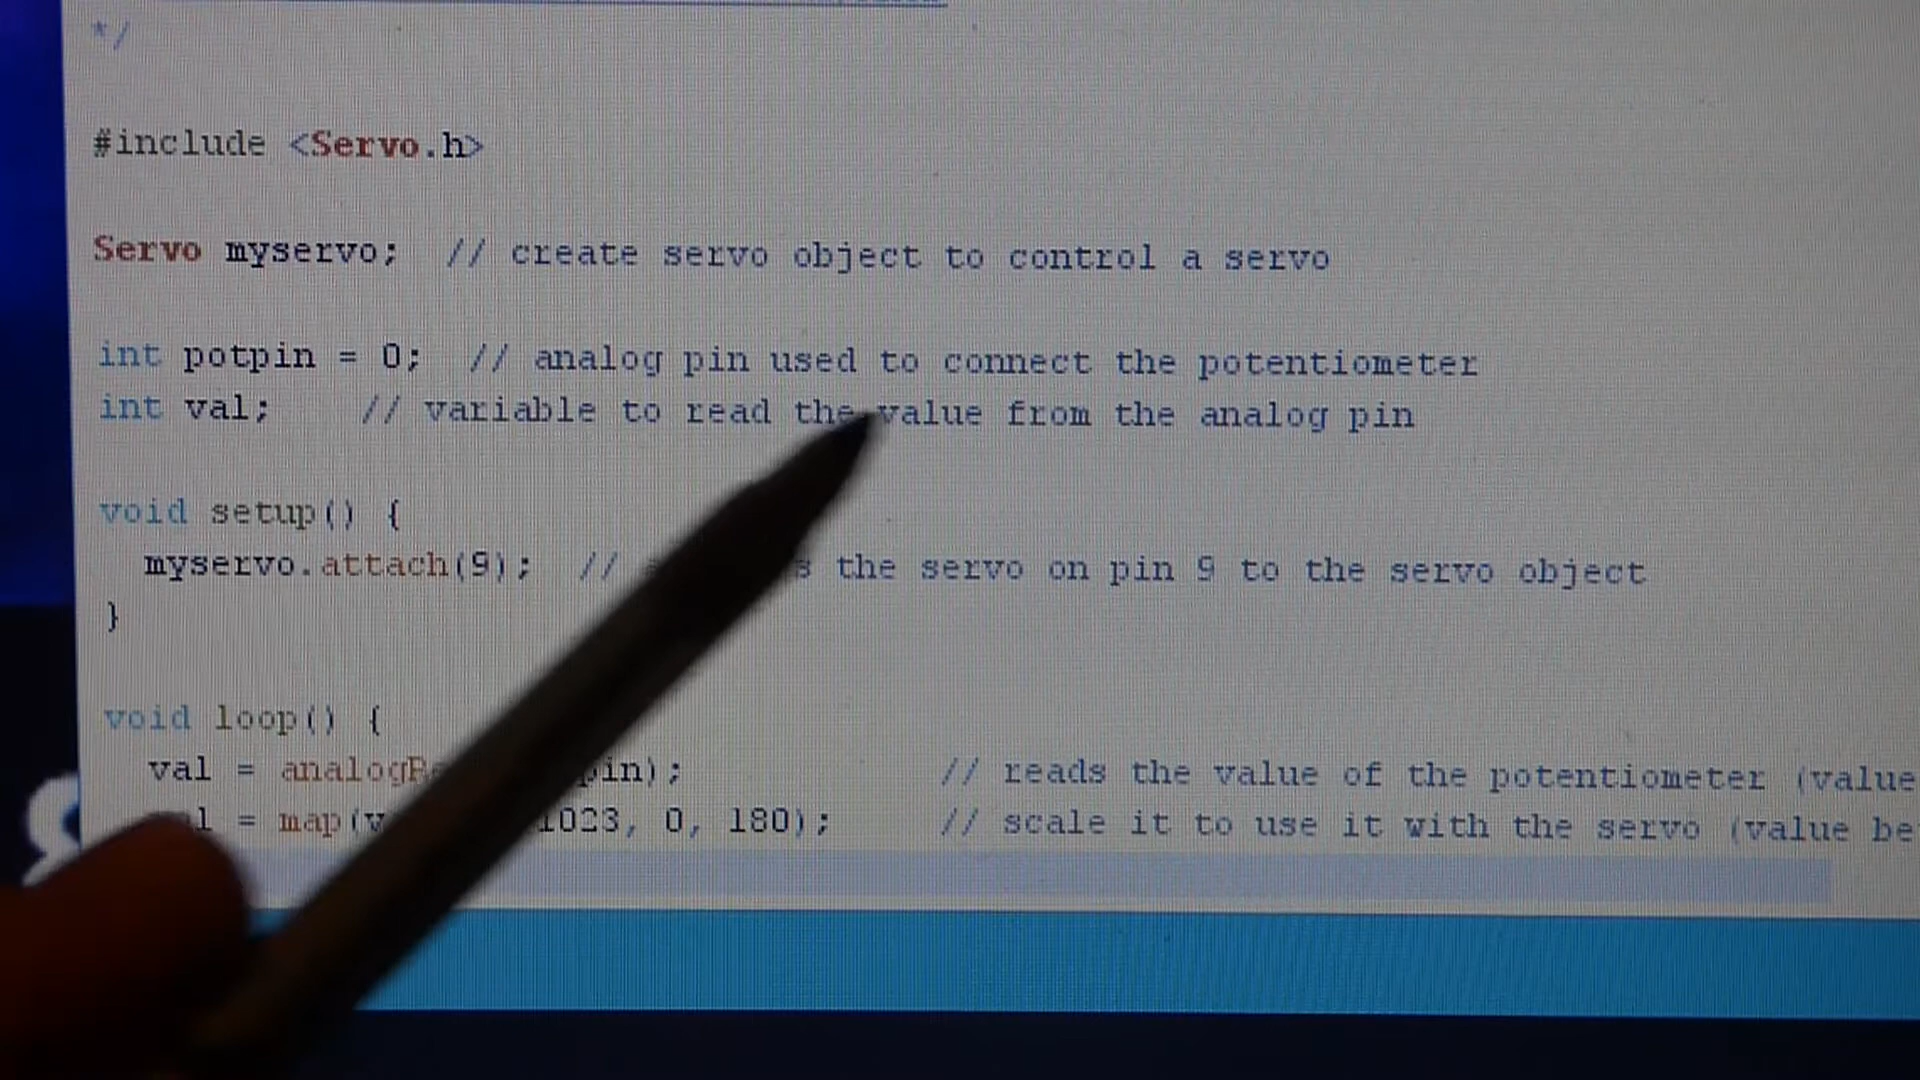 */
#include <Servo.h>
Servo myservo;  // create servo object to control a servo
int potpin = 0;  // analog pin used to connect the potentiometer
int val;    // variable to read the value from the analog pin
void setup() {
myservo.attach(9);  // the servo on pin 9 to the servo object
}
void loop() {
val = // reads the value of the potentiometer (value
= map( 1023, 0, 180);     // scale it to use it with the servo (value be